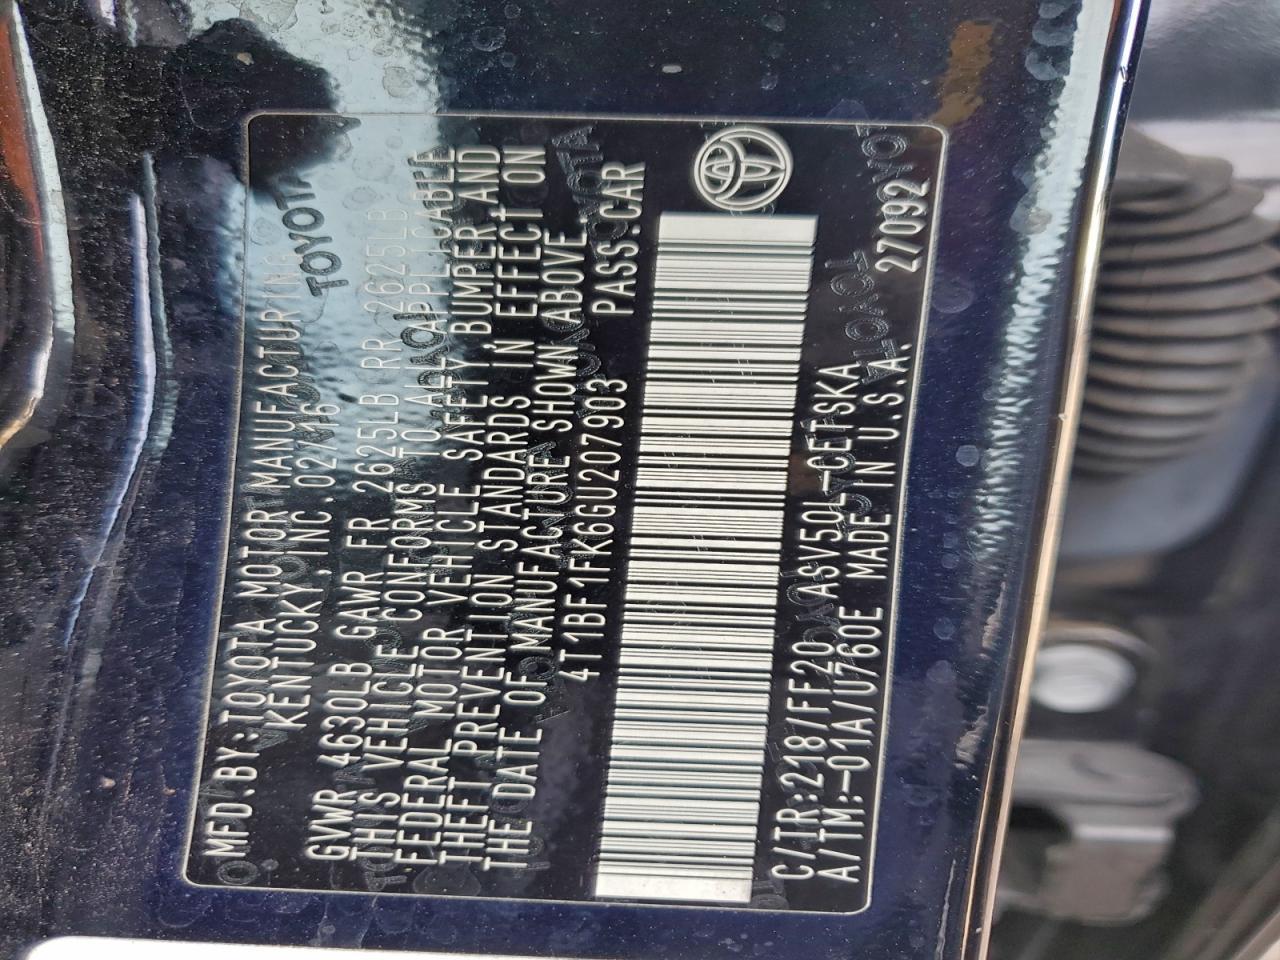 MFD.BY:TOYOTA MOTOR MANUFACTURING
KENTUCKY,INC.02/16
GVWR 4630LB GAWR FR 2625LB RR 2625LB
THIS VEHICLE CONFORMS TO ALL APPLICABLE
FEDERAL MOTOR VEHICLE SAFETY BUMPER AND
THEFT PREVENTION STANDARDS IN EFFECT ON
THE DATE OF MANUFACTURE SHOWN ABOVE.
4T1BF1FK6GU207903 PASS.CAR
C/TR:218/FF20 ASV50L-CETSKA
A/TM:-01A/U760E MADE IN U.S.A. 27092